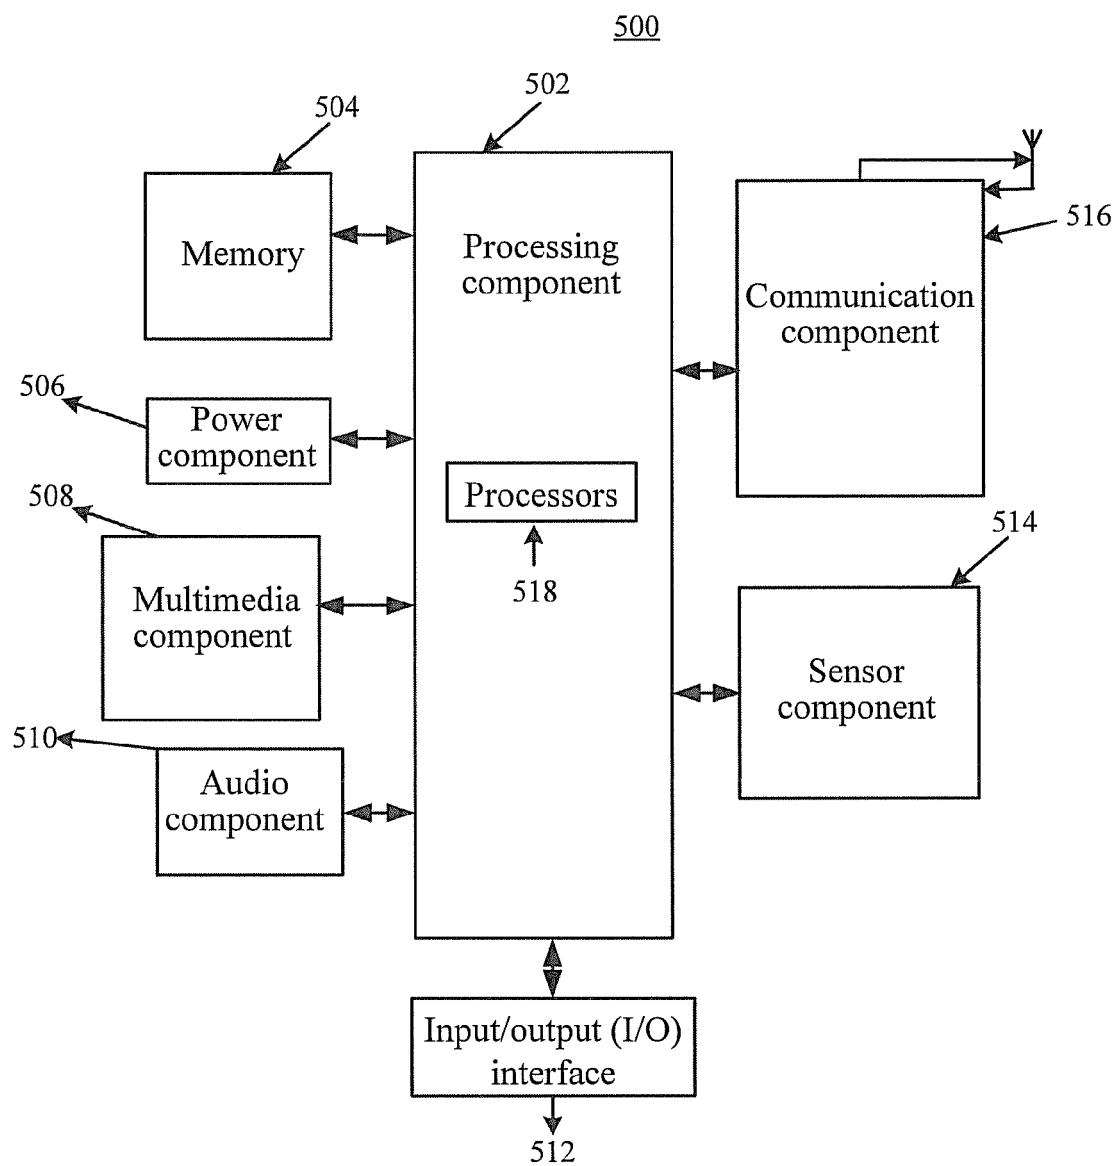 500
502
504
Memory
Processing
component
516
Communication
component
506
Power
component
Processors
508
518
514
Multimedia
component
Sensor
component
510
Audio
component
Input/output (I/O)
interface
512